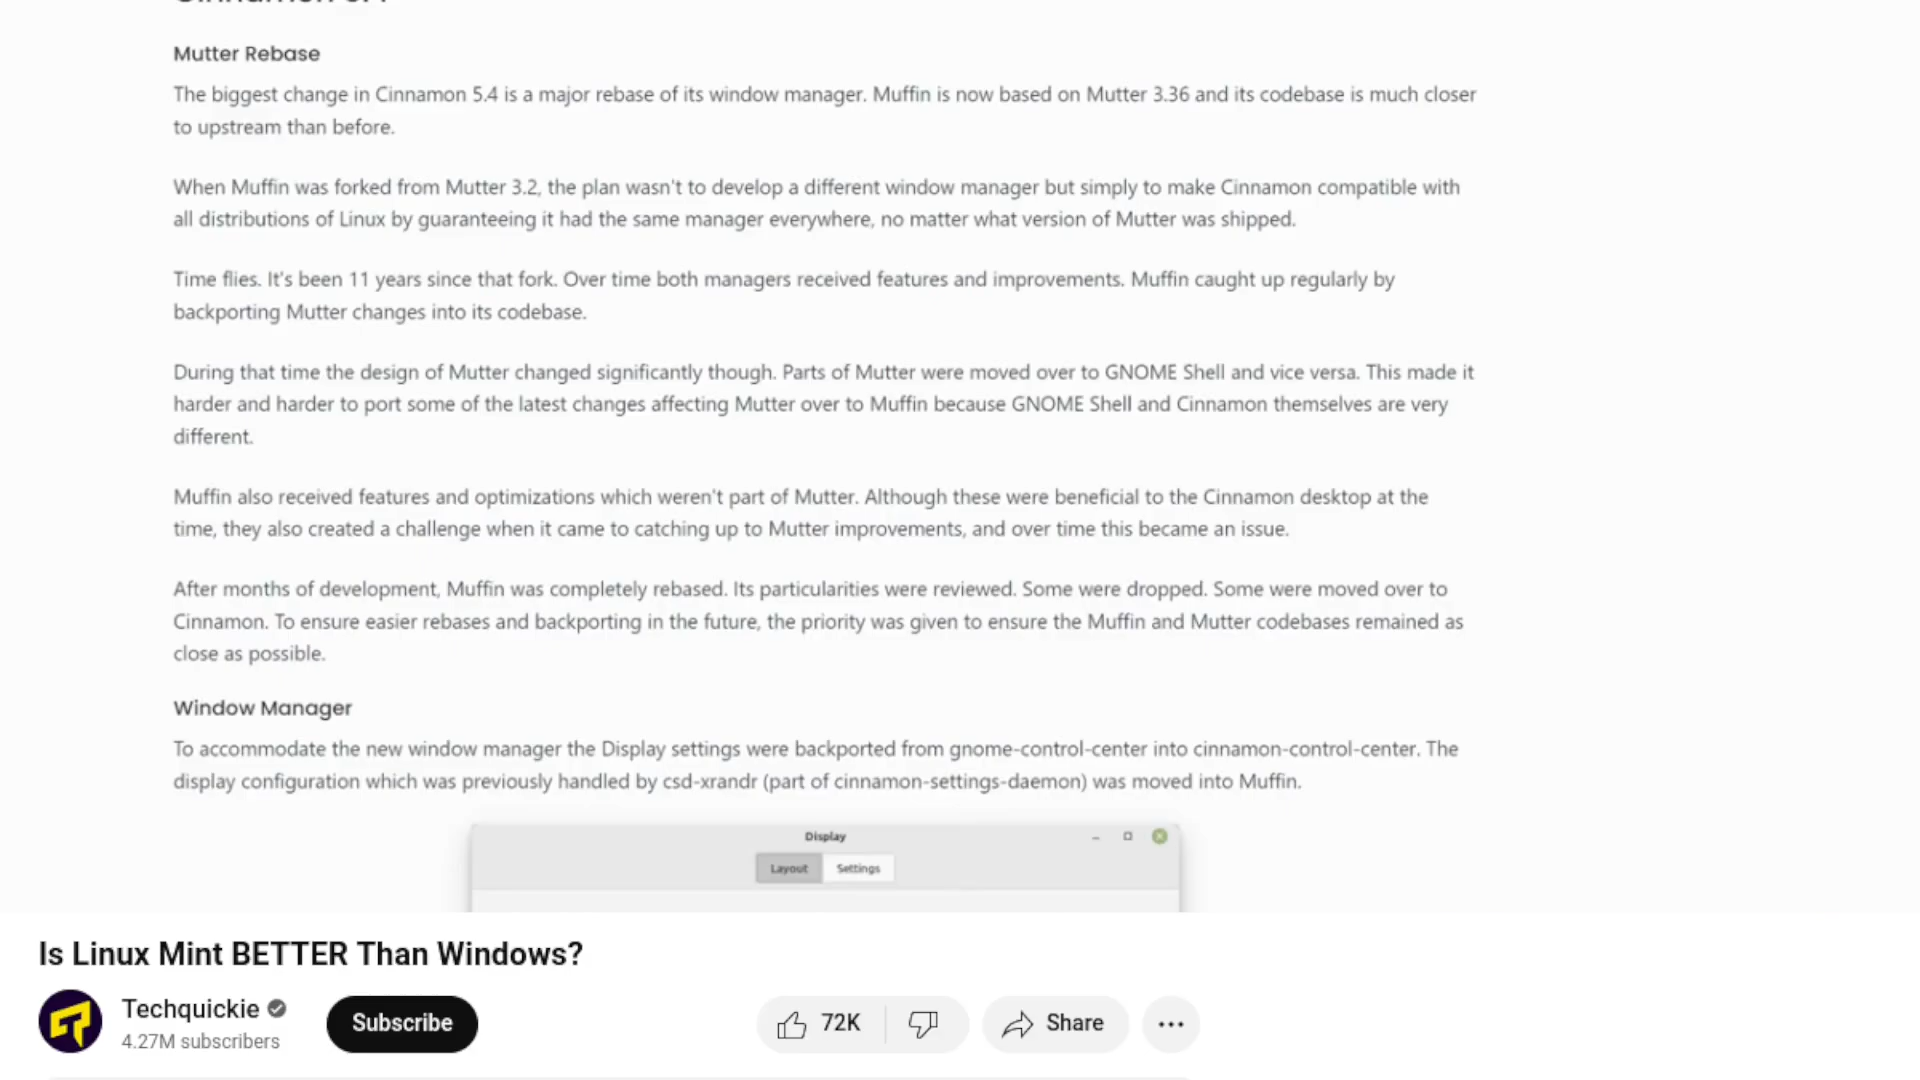 Mutter Rebase
The biggest change in Cinnamon 5.4 is a major rebase of its window manager. Muffin is now based on Mutter 3.36 and its codebase is much closer
to upstream than before.
When Muffin was forked from Mutter 3.2, the plan wasn't to develop a different window manager but simply to make Cinnamon compatible with
all distributions of Linux by guaranteeing it had the same manager everywhere, no matter what version of Mutter was shipped.
Time flies. It's been 11 years since that fork. Over time both managers received features and improvements. Muffin caught up regularly by
backporting Mutter changes into its codebase.
During that time the design of Mutter changed significantly though. Parts of Mutter were moved over to GNOME Shell and vice versa. This made it
harder and harder to port some of the latest changes affecting Mutter over to Muffin because GNOME Shell and Cinnamon themselves are very
different.
Muffin also received features and optimizations which weren't part of Mutter. Although these were beneficial to the Cinnamon desktop at the
time, they also created a challenge when it came to catching up to Mutter improvements, and over time this became an issue.
After months of development, Muffin was completely rebased. Its particularities were reviewed. Some were dropped. Some were moved over to
Cinnamon. To ensure easier rebases and backporting in the future, the priority was given to ensure the Muffin and Mutter codebases remained as
close as possible.
Window Manager
To accommodate the new window manager the Display settings were backported from gnome-control-center into cinnamon-control-center. The
display configuration which was previously handled by csd-xrandr (part of cinnamon-settings-daemon) was moved into Muffin.
Display
Layout Settings
Is Linux Mint BETTER Than Windows?
Techquickie
4.27M subscribers
Subscribe
72K
Share